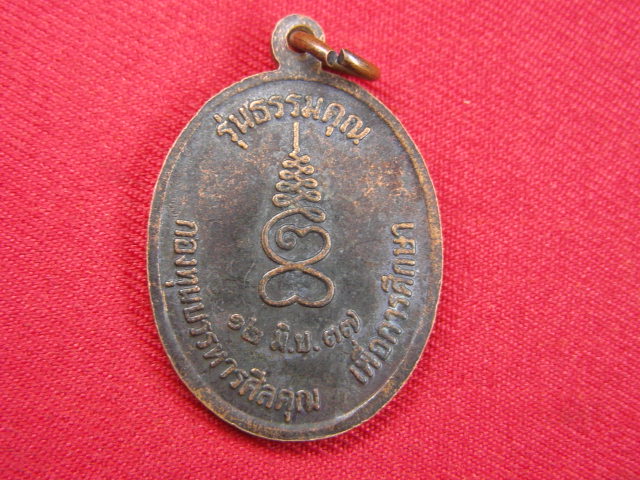 รุ่นธรรมคุณ
๑๒ มิ.ย. ๓๗
กองทุนบรรหารศีลคุณ เพื่อการศึกษา